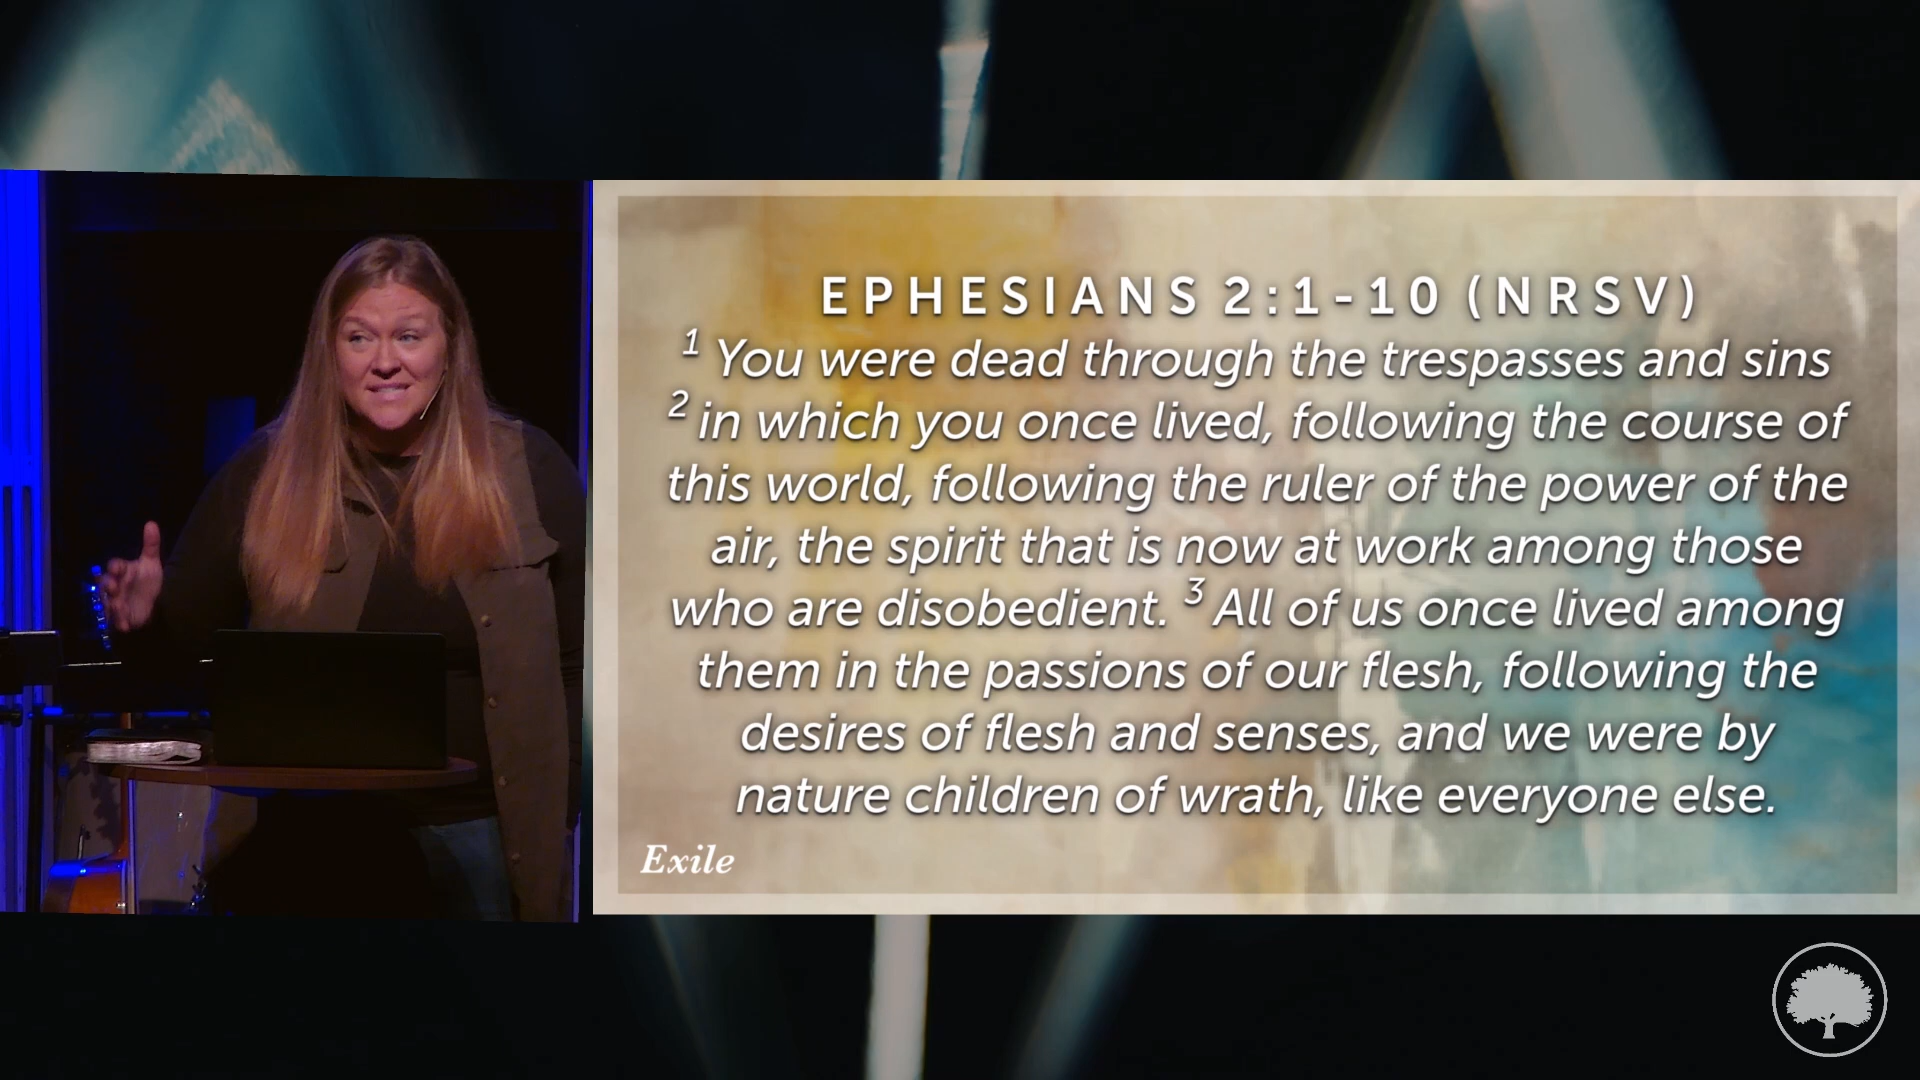 EPHESIANS 2:1-10 (NRSV)
1 You were dead through the trespasses and sins
2 in which you once lived, following the course of
this world, following the ruler of the power of the
air, the spirit that is now at work among those
who are disobedient. 3 All of us once lived among
them in the passions of our flesh, following the
desires of flesh and senses, and we were by
nature children of wrath, like everyone else.
Exile